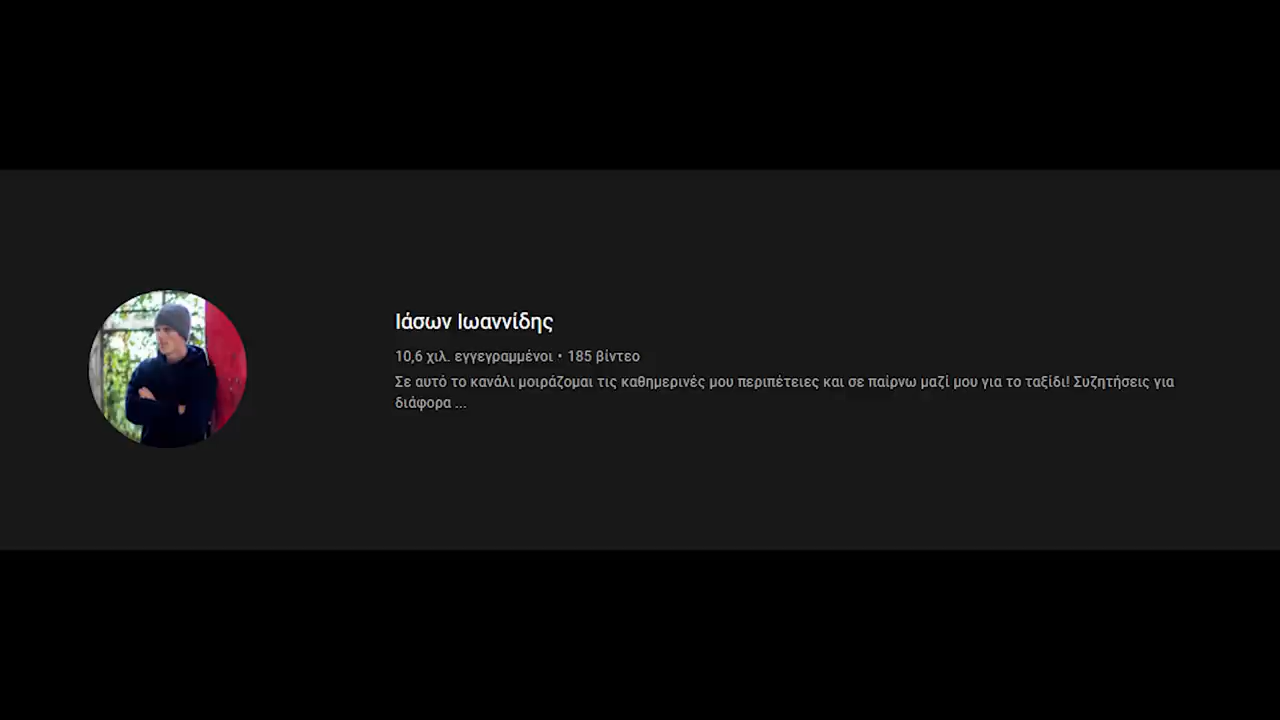 Ιάσων Ιωαννίδης
10,6 χιλ. εγγεγραμμένοι • 185 βίντεο
Σε αυτό το κανάλι μοιράζομαι τις καθημερινές μου περιπέτειες και σε παίρνω μαζί μου για το ταξίδι! Συζητήσεις για
διάφορα ...